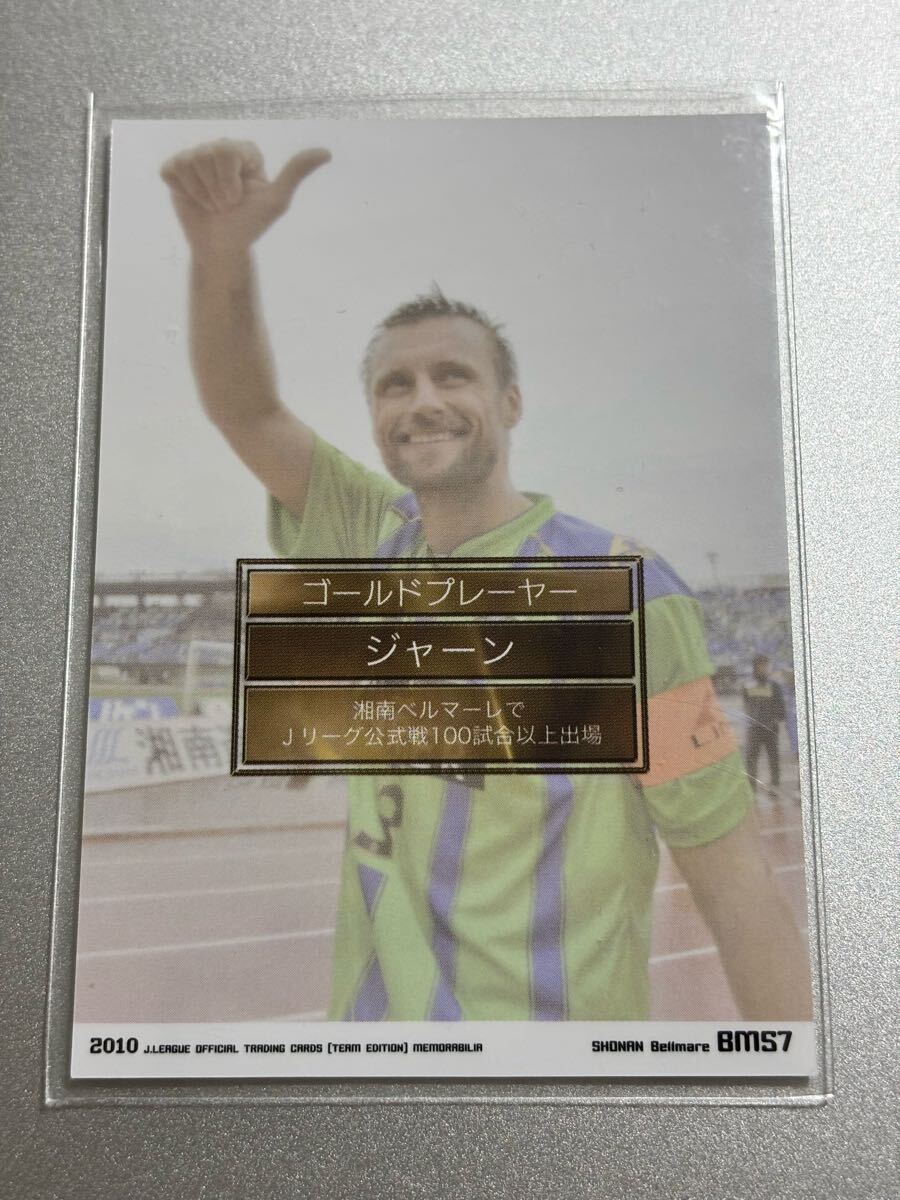 ゴールドプレーヤー
ジャーン
湘南ベルマーレで
Jリーグ公式戦100試合以上出場
2010 J.LEAGUE OFFICIAL TRADING CARDS [TEAM EDITION] MEMORABILIA
SHONAN Bellmare BMS7